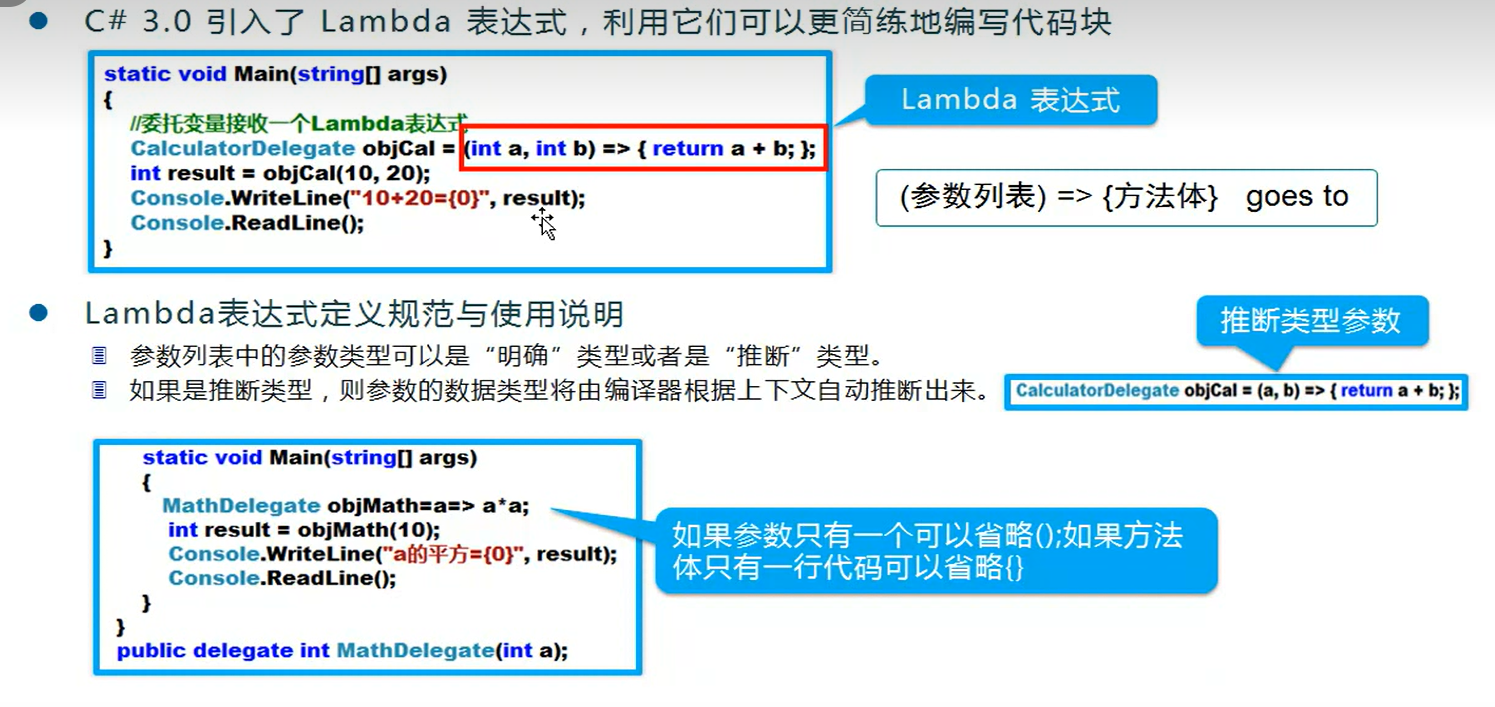 C# 3.0 引入了 Lambda 表达式，利用它们可以更简练地编写代码块
static void Main(string[] args)
{
//委托变量接收一个Lambda表达式
CalculatorDelegate objCal = (int a, int b) => { return a + b; };
int result = objCal(10, 20);
Console.WriteLine("10+20={0}", result);
Console.ReadLine();
}
Lambda 表达式
(参数列表) => {方法体} goes to
Lambda表达式定义规范与使用说明
参数列表中的参数类型可以是“明确”类型或者是“推断”类型。
如果是推断类型，则参数的数据类型将由编译器根据上下文自动推断出来。
推断类型参数
CalculatorDelegate objCal = (a, b) => { return a + b; };
static void Main(string[] args)
{
MathDelegate objMath=a=> a*a;
int result = objMath(10);
Console.WriteLine("a的平方={0}", result);
Console.ReadLine();
}
}
public delegate int MathDelegate(int a);
如果参数只有一个可以省略();如果方法
体只有一行代码可以省略{}